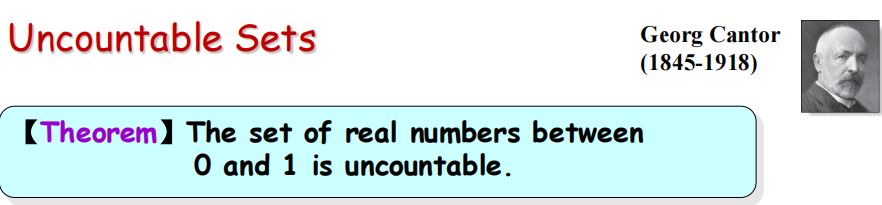 Uncountable Sets
Georg Cantor
(1845-1918)
【Theorem】The set of real numbers between
0 and 1 is uncountable.